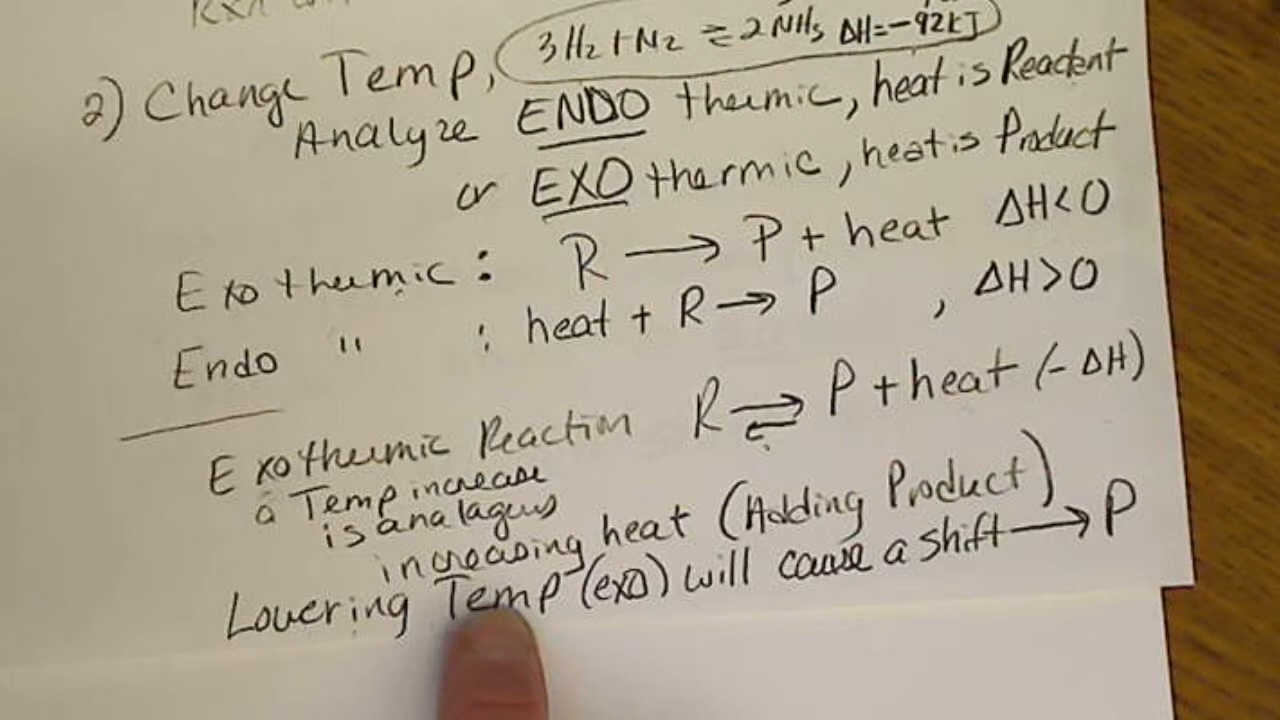 2) Change Temp, 3H2 + N2 ⇌ 2NH3 ΔH=-92kJ
Analyze ENDO thermic, heat is Reactent
or EXO thermic, heat is Product
Exothermic : R → P + heat ΔH<0
Endo " : heat + R → P , ΔH>0
Exothermic Reaction R ⇌ P + heat (-ΔH)
a Temp increase
is analagus
increasing heat (Adding Product)
Lowering Temp (exo) will cause a shift → P